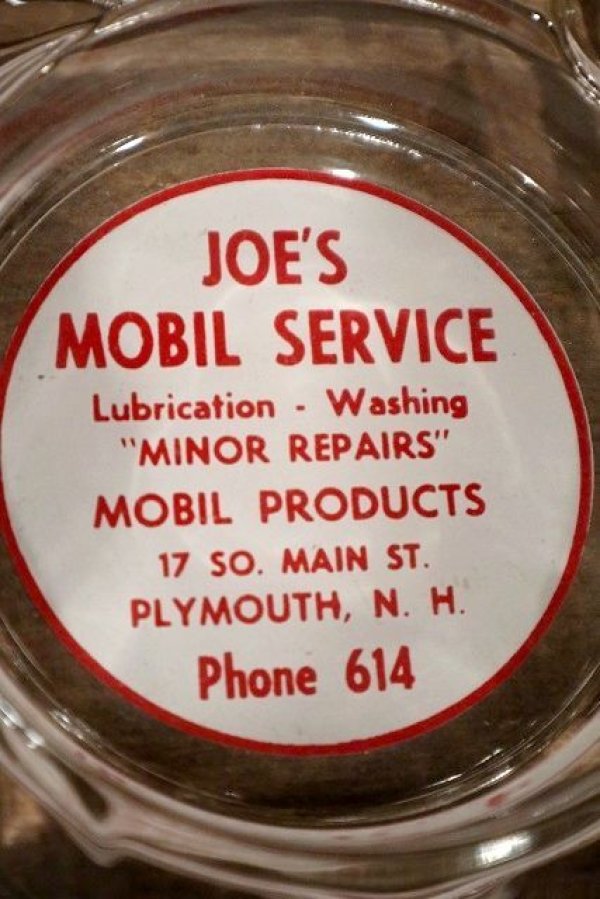 JOE'S
MOBIL SERVICE
Lubrication - Washing
"MINOR REPAIRS"
MOBIL PRODUCTS
17 SO. MAIN ST.
PLYMOUTH, N. H.
Phone 614